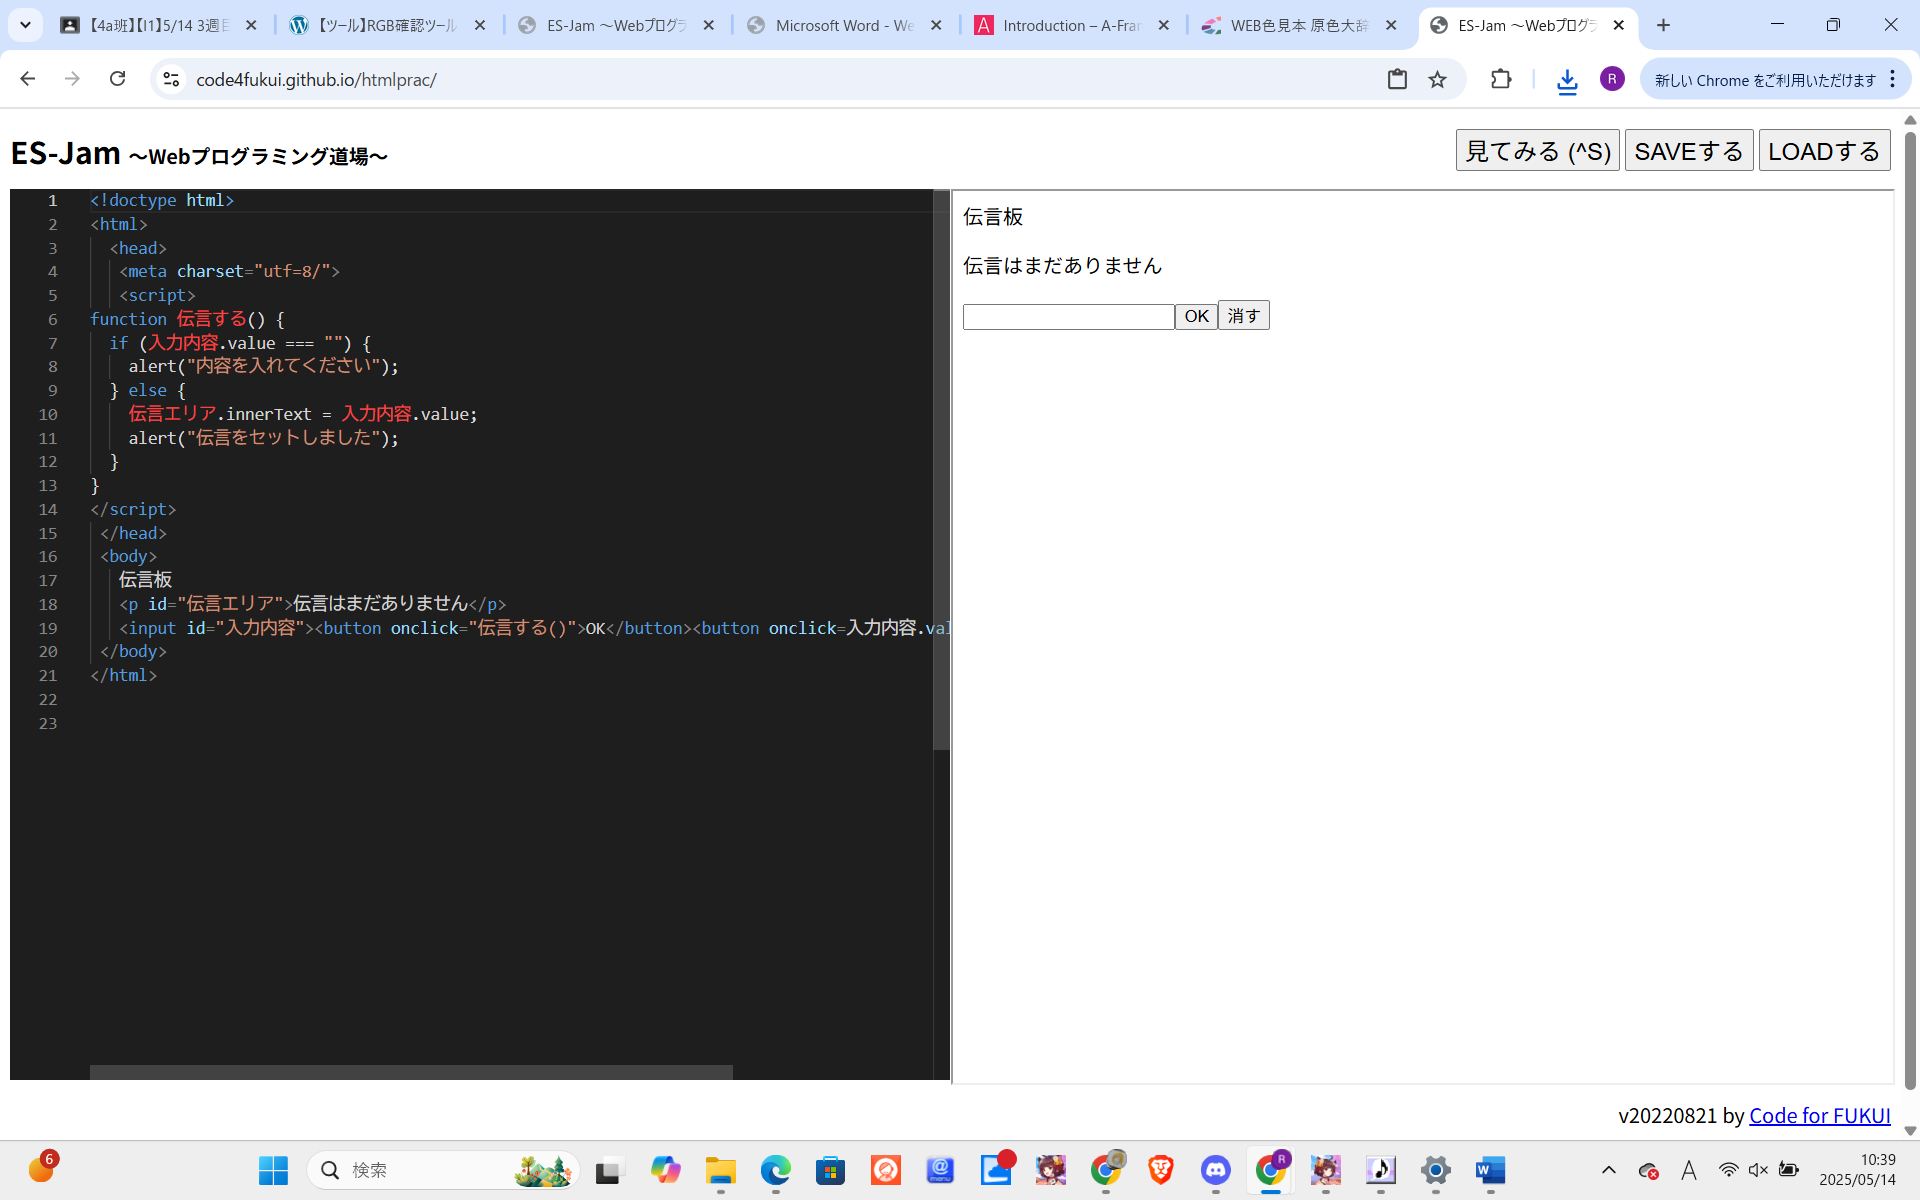 【4a班】【I1】5/14 3週目
【ツール】RGB確認ツール
ES-Jam 〜Webプログラ
Microsoft Word - We
Introduction – A-Fram
WEB色見本 原色大辞
ES-Jam 〜Webプログラ
code4fukui.github.io/htmlprac/
R
新しい Chrome をご利用いただけます
ES-Jam 〜Webプログラミング道場〜
見てみる (^S)
SAVEする
LOADする
1 <!doctype html>
2 <html>
3 <head>
4 <meta charset="utf=8/">
5 <script>
6 function 伝言する() {
7 if (入力内容.value === "") {
8 alert("内容を入れてください");
9 } else {
10 伝言エリア.innerText = 入力内容.value;
11 alert("伝言をセットしました");
12 }
13 }
14 </script>
15 </head>
16 <body>
17 伝言板
18 <p id="伝言エリア">伝言はまだありません</p>
19 <input id="入力内容"><button onclick="伝言する()">OK</button><button onclick=入力内容.val
20 </body>
21 </html>
22
23
伝言板
伝言はまだありません
OK
消す
v20220821 by Code for FUKUI
6
検索
R
A
10:39
2025/05/14